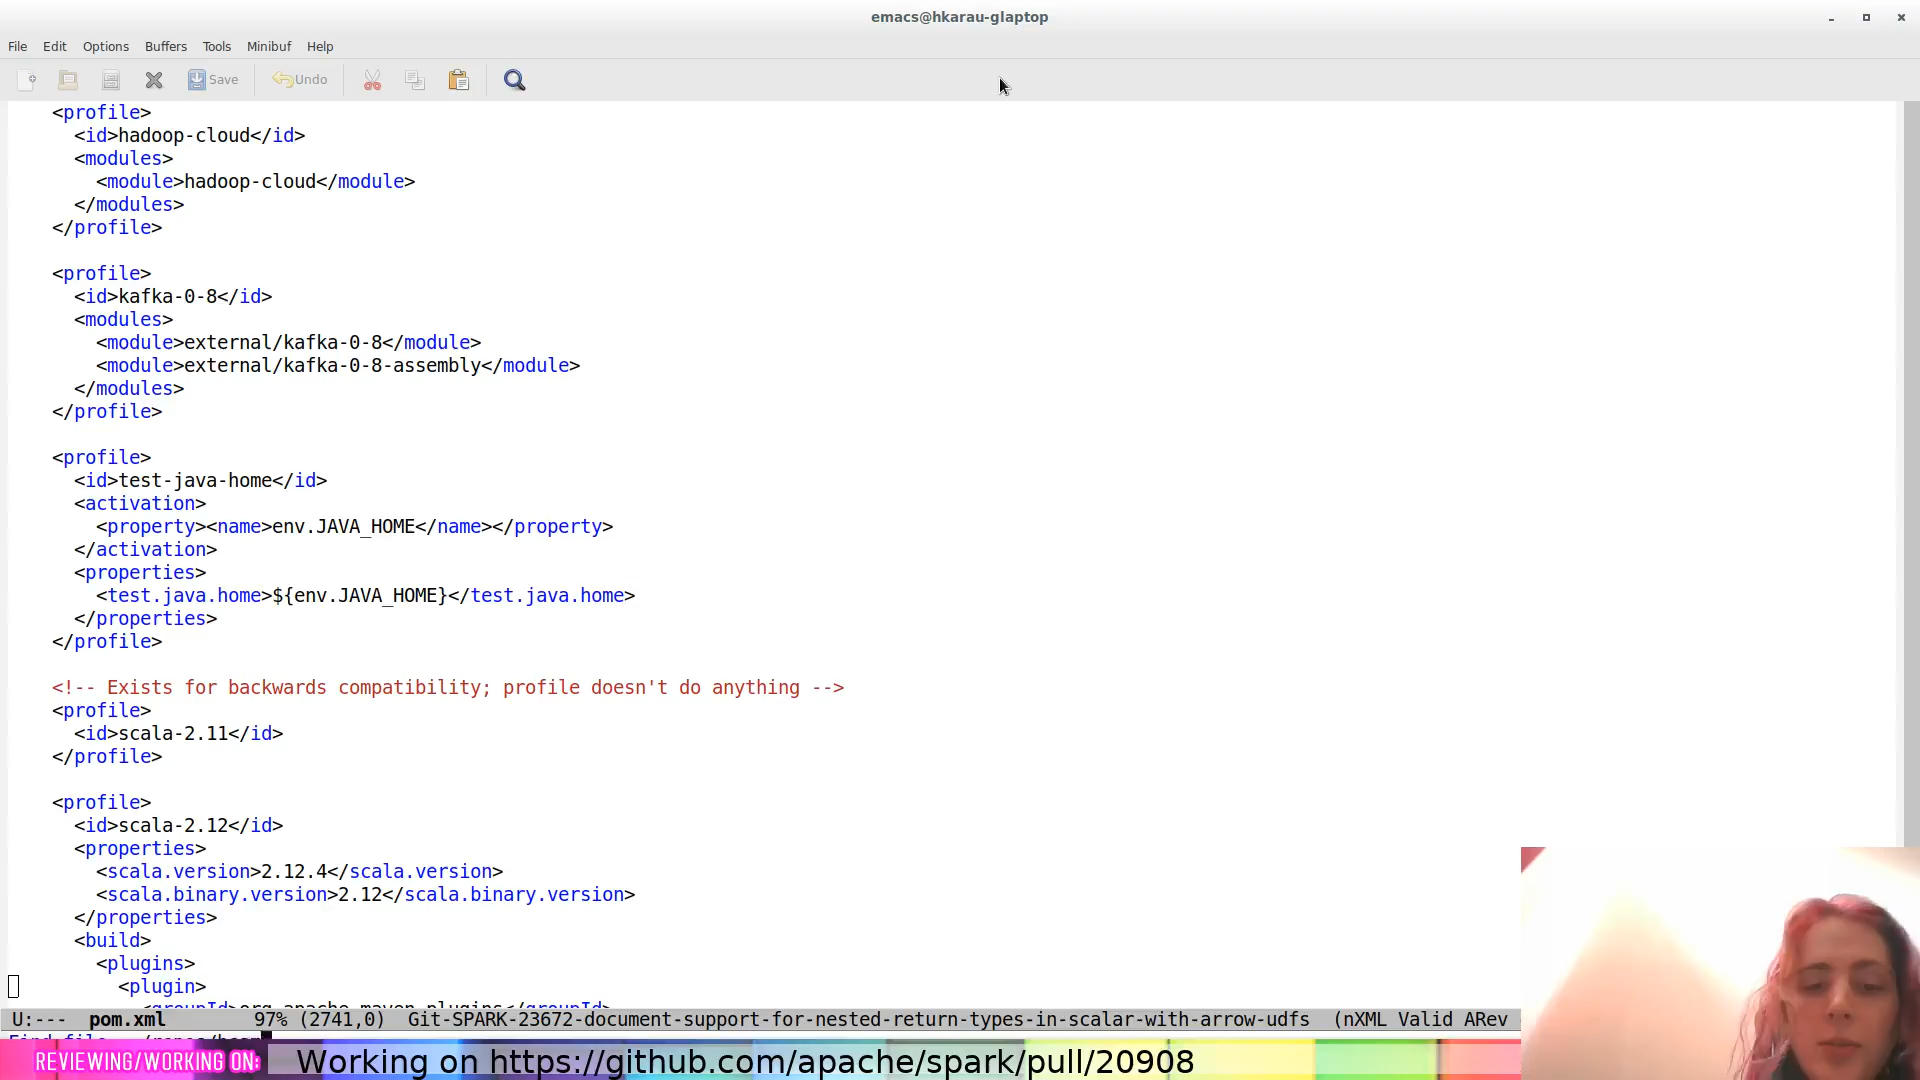 emacs@hkarau-glaptop
File Edit Options Buffers Tools Minibuf Help
Save Undo
<profile>
<id>hadoop-cloud</id>
<modules>
<module>hadoop-cloud</module>
</modules>
</profile>
<profile>
<id>kafka-0-8</id>
<modules>
<module>external/kafka-0-8</module>
<module>external/kafka-0-8-assembly</module>
</modules>
</profile>
<profile>
<id>test-java-home</id>
<activation>
<property><name>env.JAVA_HOME</name></property>
</activation>
<properties>
<test.java.home>${env.JAVA_HOME}</test.java.home>
</properties>
</profile>
<!-- Exists for backwards compatibility; profile doesn't do anything -->
<profile>
<id>scala-2.11</id>
</profile>
<profile>
<id>scala-2.12</id>
<properties>
<scala.version>2.12.4</scala.version>
<scala.binary.version>2.12</scala.binary.version>
</properties>
<build>
<plugins>
<plugin>
<groupId>org.apache.maven.plugins</groupId>
U:--- pom.xml 97% (2741,0) Git-SPARK-23672-document-support-for-nested-return-types-in-scalar-with-arrow-udfs (nXML Valid ARev
REVIEWING/WORKING ON: Working on https://github.com/apache/spark/pull/20908